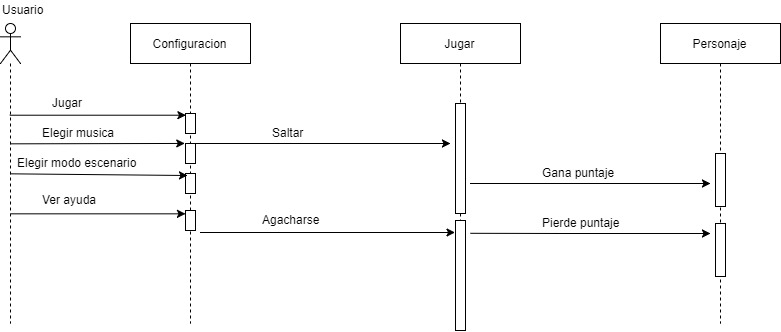 Usuario
Configuracion
Jugar
Personaje
Jugar
Elegir musica
Saltar
Elegir modo escenario
Gana puntaje
Ver ayuda
Agacharse
Pierde puntaje